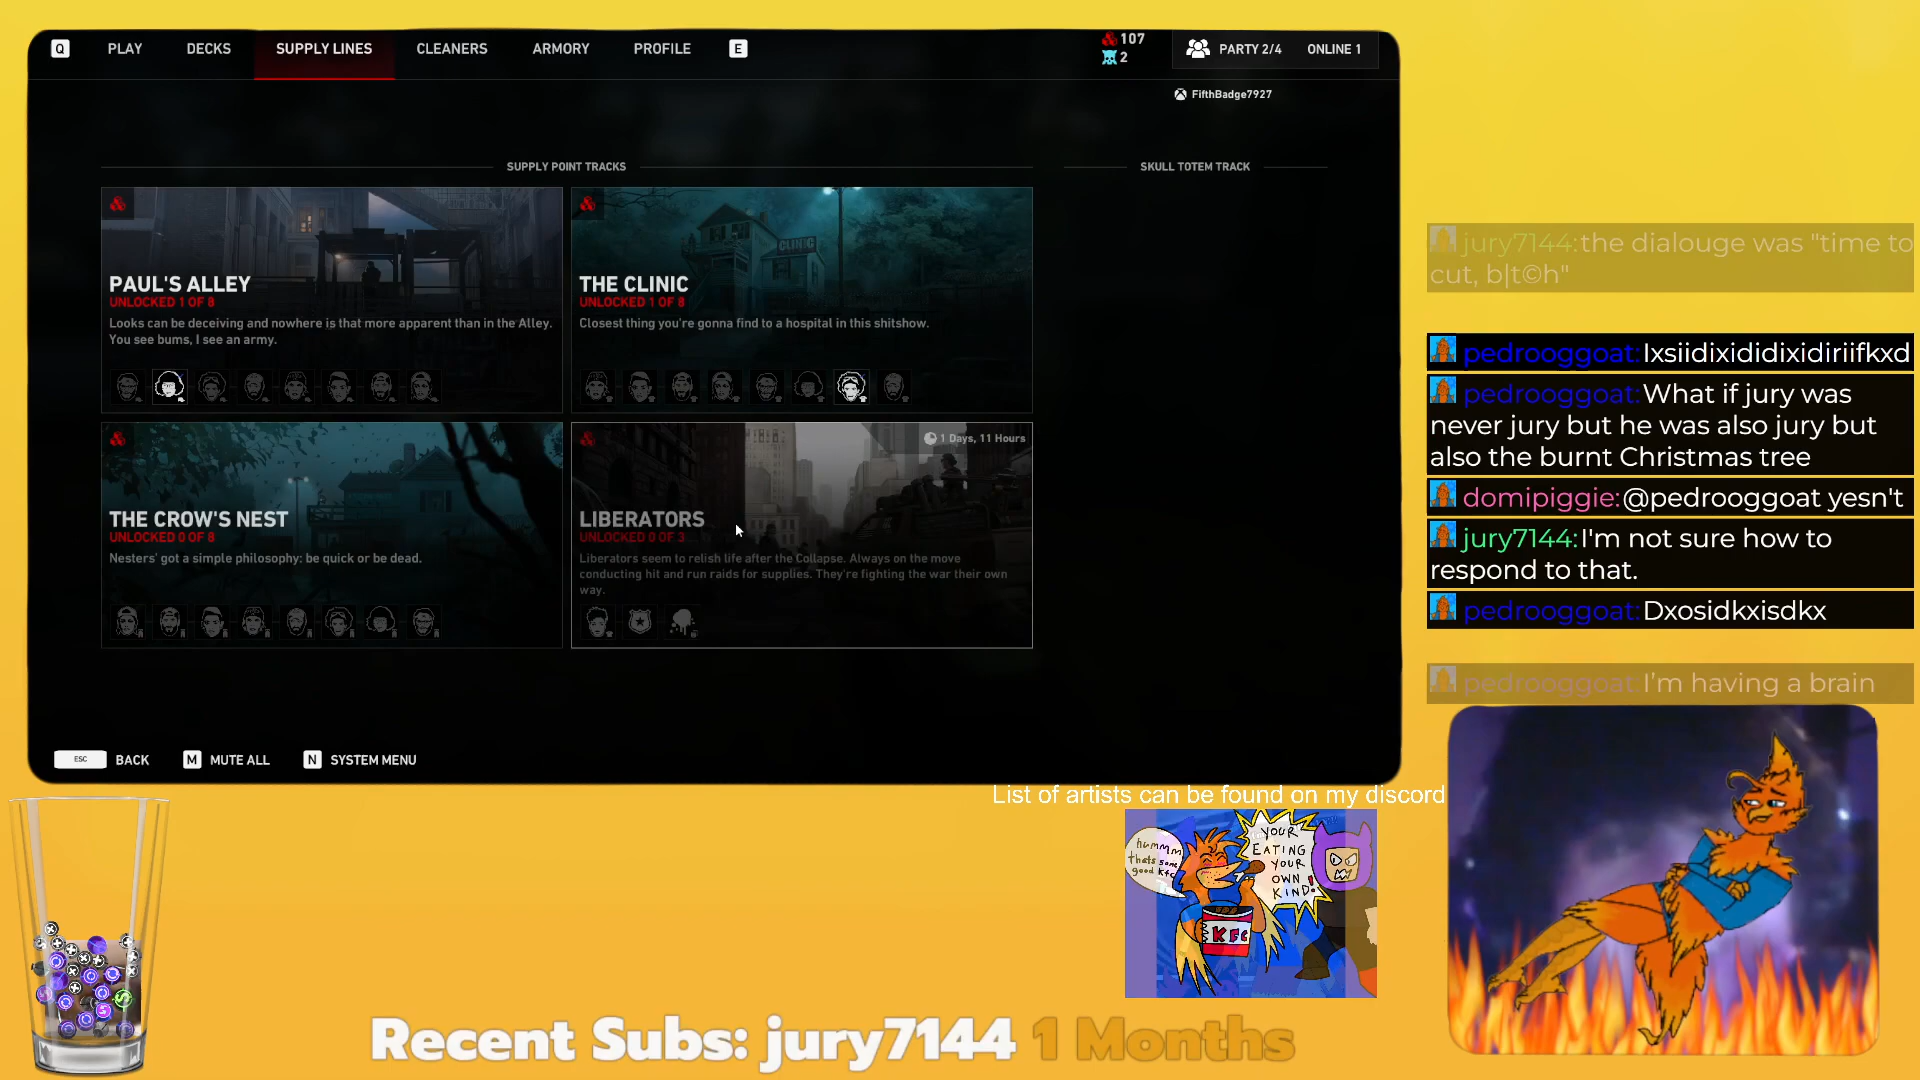 Q PLAY DECKS SUPPLY LINES CLEANERS ARMORY PROFILE E
107
2
PARTY 2/4 ONLINE 1
FifthBadge7927
SUPPLY POINT TRACKS
SKULL TOTEM TRACK
PAUL'S ALLEY
UNLOCKED 1 OF 8
Looks can be deceiving and nowhere is that more apparent than in the Alley.
You see bums, I see an army.
CLINIC
THE CLINIC
UNLOCKED 1 OF 8
Closest thing you're gonna find to a hospital in this shitshow.
THE CROW'S NEST
UNLOCKED 0 OF 8
Nesters' got a simple philosophy: be quick or be dead.
1 Days, 11 Hours
LIBERATORS
UNLOCKED 0 OF 3
Liberators seem to relish life after the Collapse. Always on the move
conducting hit and run raids for supplies. They're fighting the war their own
way.
ESC BACK M MUTE ALL N SYSTEM MENU
jury7144:the dialouge was "time to
cut, b|t©h"
pedrooggoat:Ixsiidixididixidiriifkxd
pedrooggoat:What if jury was
never jury but he was also jury but
also the burnt Christmas tree
domipiggie:@pedrooggoat yesn't
jury7144:I'm not sure how to
respond to that.
pedrooggoat:Dxosidkxisdkx
pedrooggoat:I'm having a brain
List of artists can be found on my discord
hummm
thats some
good kfc
YOUR
EATING
YOUR
OWN
KIND!
KFC
Recent Subs: jury7144 1 Months